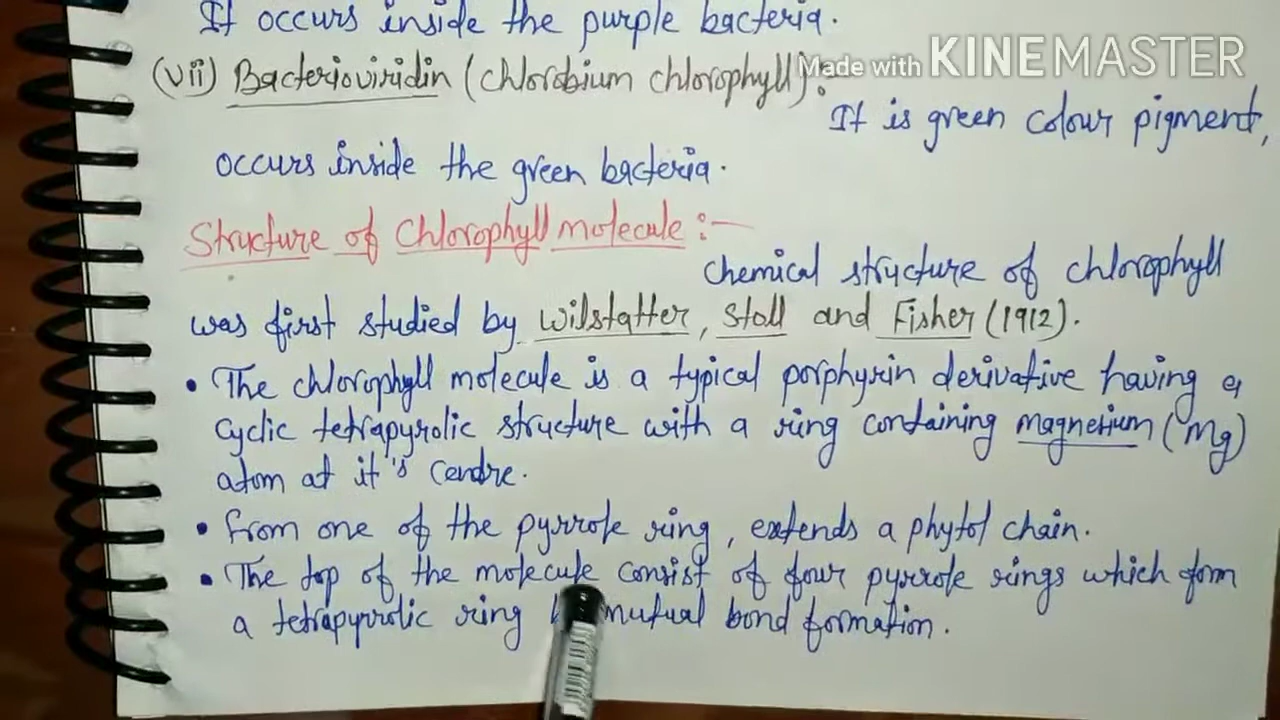 It occurs inside the purple bacteria.
(vii) Bacterioviridin (chlorobium chlorophyll):
Made with KINEMASTER
It is green colour pigment,
occurs inside the green bacteria.
Structure of Chlorophyll molecule :-
Chemical structure of chlorophyll
was first studied by Wilstatter, Stoll and Fisher (1912).
• The chlorophyll molecule is a typical porphyrin derivative having a
cyclic tetrapyrolic structure with a ring containing magnesium (Mg)
atom at it's centre.
• from one of the pyrrole ring, extends a phytol chain.
• The top of the molecule consist of four pyrrole rings which form
a tetrapyrrolic ring mutual bond formation.